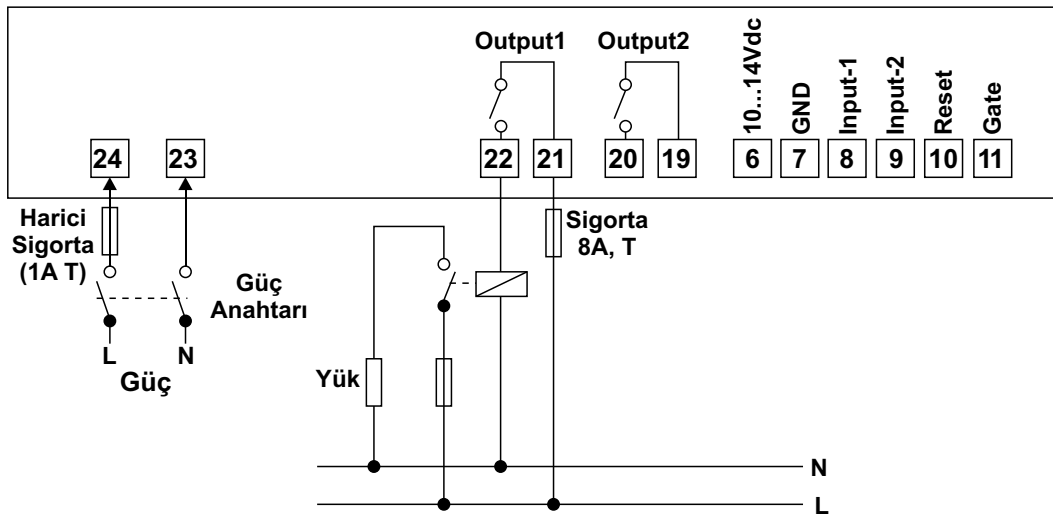 Output1
Output2
10...14Vdc
GND
Input-1
Input-2
Reset
Gate
24
23
22
21
20
19
6
7
8
9
10
11
Harici
Sigorta
(1A T)
Güç
Anahtarı
L
N
Güç
Sigorta
8A, T
Yük
N
L